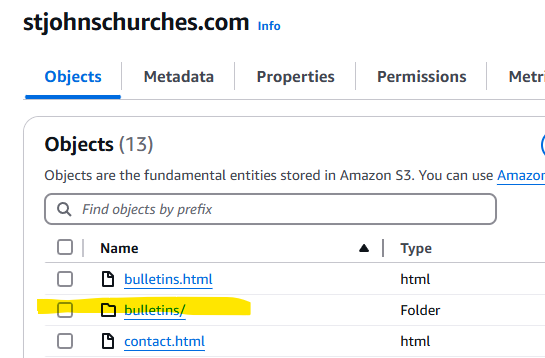 stjohnschurches.com Info
Objects Metadata Properties Permissions Metri
Objects (13)
Objects are the fundamental entities stored in Amazon S3. You can use Amazon
Find objects by prefix
Name Type
bulletins.html html
bulletins/ Folder
contact.html html